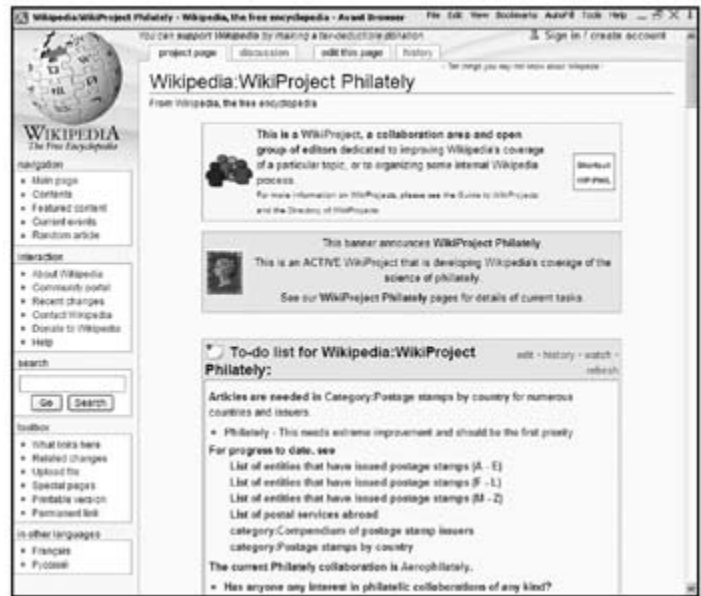 Wikipedia:WikiProject Philately - Wikipedia, the free encyclopedia - Avant Browser
File Edit View Bookmarks AutoFill Tools Help
You can support Wikipedia by making a tax-deductible donation.
Sign in / create account
project page
discussion
edit this page
history
- Ten things you may not know about Wikipedia -
Wikipedia:WikiProject Philately
From Wikipedia, the free encyclopedia
WIKIPEDIA
The Free Encyclopedia
navigation
Main page
Contents
Featured content
Current events
Random article
interaction
About Wikipedia
Community portal
Recent changes
Contact Wikipedia
Donate to Wikipedia
Help
search
Go
Search
toolbox
What links here
Related changes
Upload file
Special pages
Printable version
Permanent link
in other languages
Français
Русский
This is a WikiProject, a collaboration area and open
group of editors dedicated to improving Wikipedia's coverage
of a particular topic, or to organizing some internal Wikipedia
process.
For more information on WikiProjects, please see the Guide to WikiProjects
and the Directory of WikiProjects
Shortcut:
WP:PHIL
This banner announces WikiProject Philately
This is an ACTIVE WikiProject that is developing Wikipedia's coverage of the
science of philately.
See our WikiProject Philately pages for details of current tasks.
To-do list for Wikipedia:WikiProject
Philately:
edit - history - watch -
refresh
Articles are needed in Category:Postage stamps by country for numerous
countries and issuers.
Philately - This needs extreme improvement and should be the first priority
For progress to date, see
List of entities that have issued postage stamps (A - E)
List of entities that have issued postage stamps (F - L)
List of entities that have issued postage stamps (M - Z)
List of postal services abroad
category:Compendium of postage stamp issuers
category:Postage stamps by country
The current Philately collaboration is Aerophilately.
Has anyone any interest in philatelic collaborations of any kind?